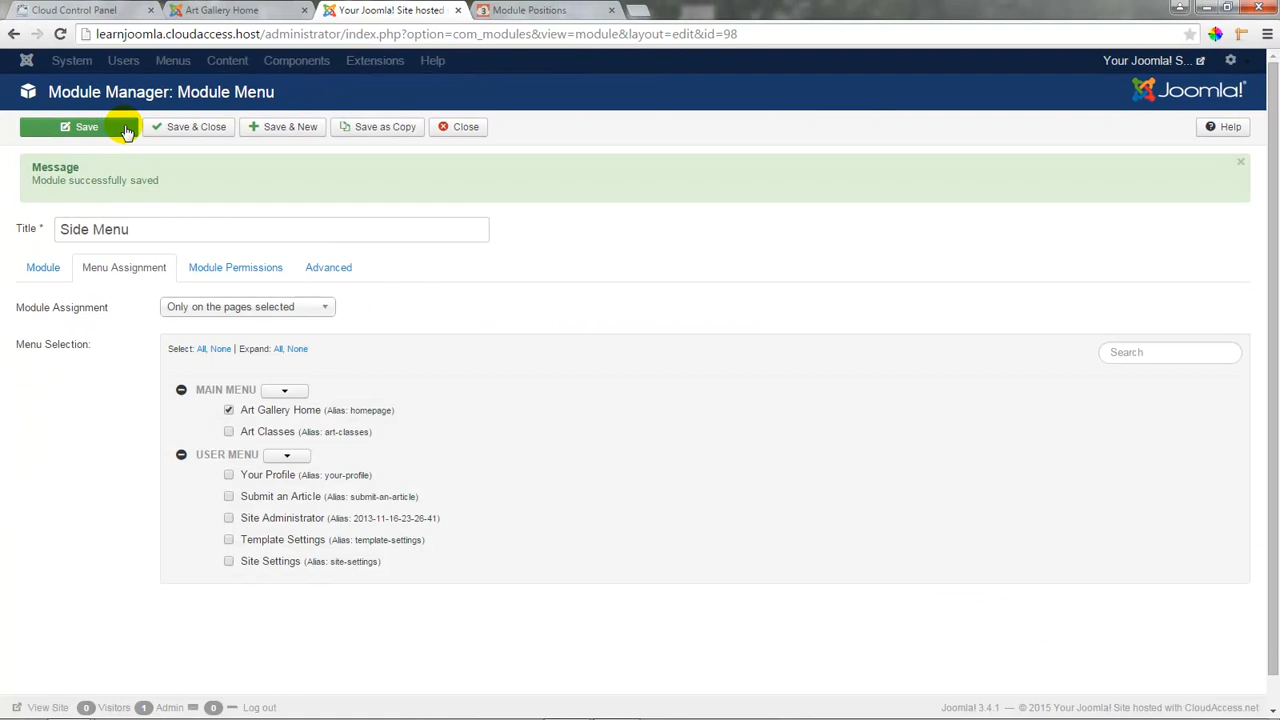 Cloud Control Panel
Art Gallery Home
Your Joomla! Site hosted
Module Positions
learnjoomla.cloudaccess.host/administrator/index.php?option=com_modules&view=module&layout=edit&id=98
System Users Menus Content Components Extensions Help
Your Joomla! S...
Module Manager: Module Menu
Joomla!
Save
Save & Close
Save & New
Save as Copy
Close
Help
Message
Module successfully saved
Title *
Side Menu
Module
Menu Assignment
Module Permissions
Advanced
Module Assignment
Only on the pages selected
Menu Selection:
Select: All, None | Expand: All, None
Search
MAIN MENU
Art Gallery Home (Alias: homepage)
Art Classes (Alias: art-classes)
USER MENU
Your Profile (Alias: your-profile)
Submit an Article (Alias: submit-an-article)
Site Administrator (Alias: 2013-11-16-23-26-41)
Template Settings (Alias: template-settings)
Site Settings (Alias: site-settings)
View Site 0 Visitors 1 Admin 0 Log out
Joomla! 3.4.1 — © 2015 Your Joomla! Site hosted with CloudAccess.net